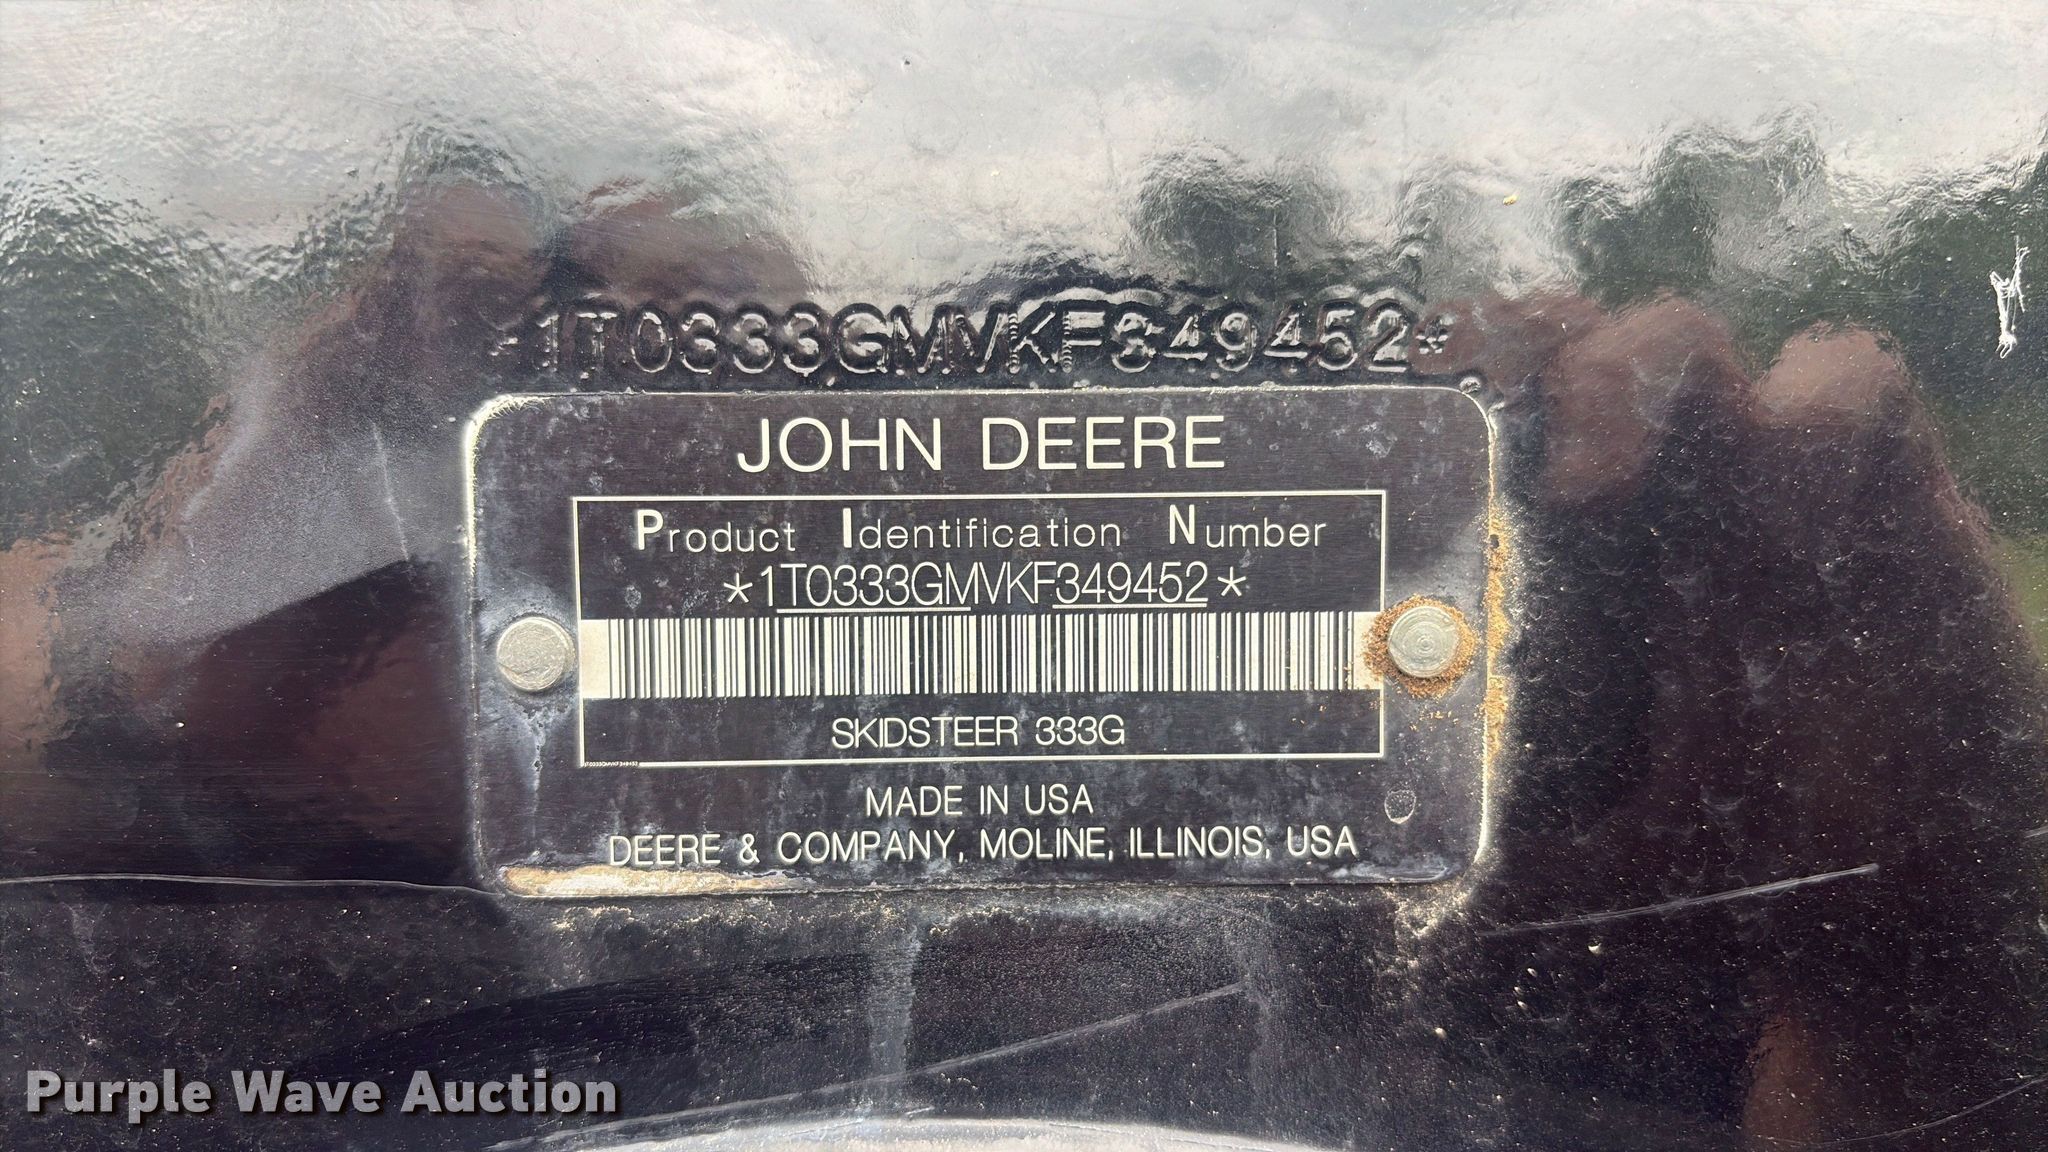 *1T0333GMVKF349452*
JOHN DEERE
Product Identification Number
*1T0333GMVKF349452*
SKIDSTEER 333G
1T0333GMVKF349452
MADE IN USA
DEERE & COMPANY, MOLINE, ILLINOIS, USA
Purple Wave Auction